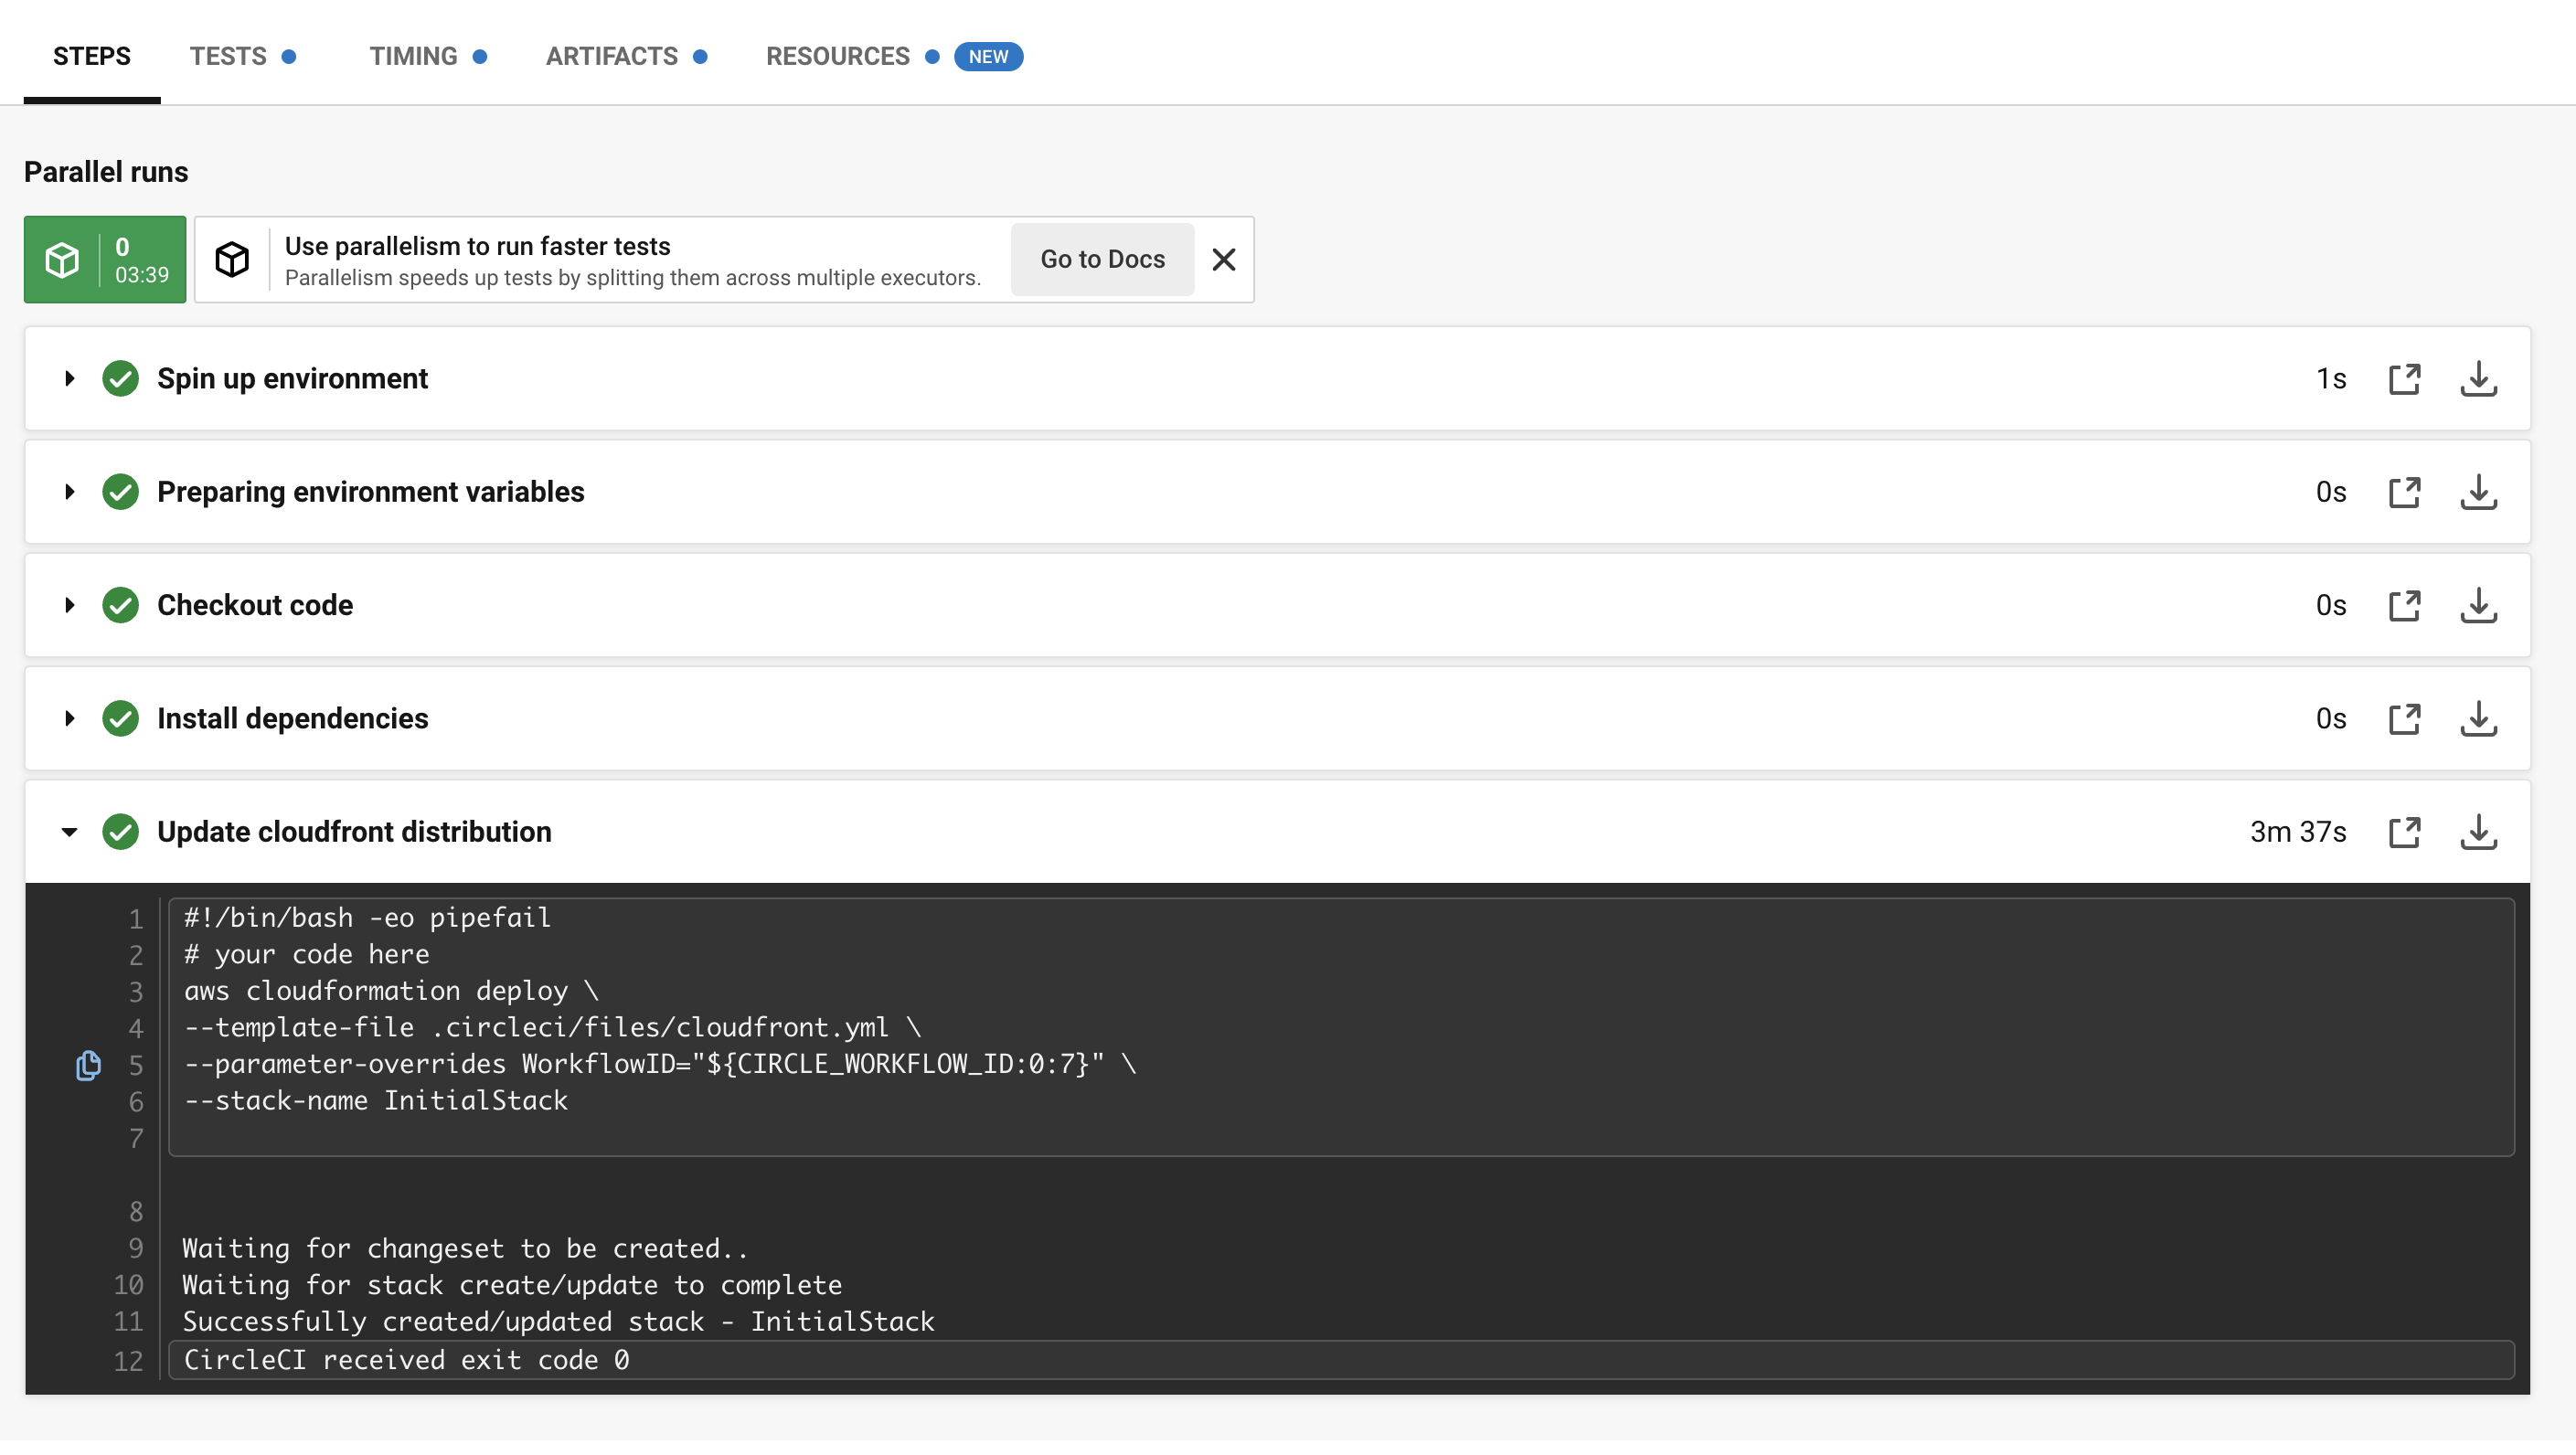 STEPS TESTS TIMING ARTIFACTS RESOURCES NEW
Parallel runs
0
03:39
Use parallelism to run faster tests
Parallelism speeds up tests by splitting them across multiple executors.
Go to Docs
Spin up environment 1s
Preparing environment variables 0s
Checkout code 0s
Install dependencies 0s
Update cloudfront distribution 3m 37s
1 #!/bin/bash -eo pipefail
2 # your code here
3 aws cloudformation deploy \
4 --template-file .circleci/files/cloudfront.yml \
5 --parameter-overrides WorkflowID="${CIRCLE_WORKFLOW_ID:0:7}" \
6 --stack-name InitialStack
7
8
9 Waiting for changeset to be created..
10 Waiting for stack create/update to complete
11 Successfully created/updated stack - InitialStack
12 CircleCI received exit code 0